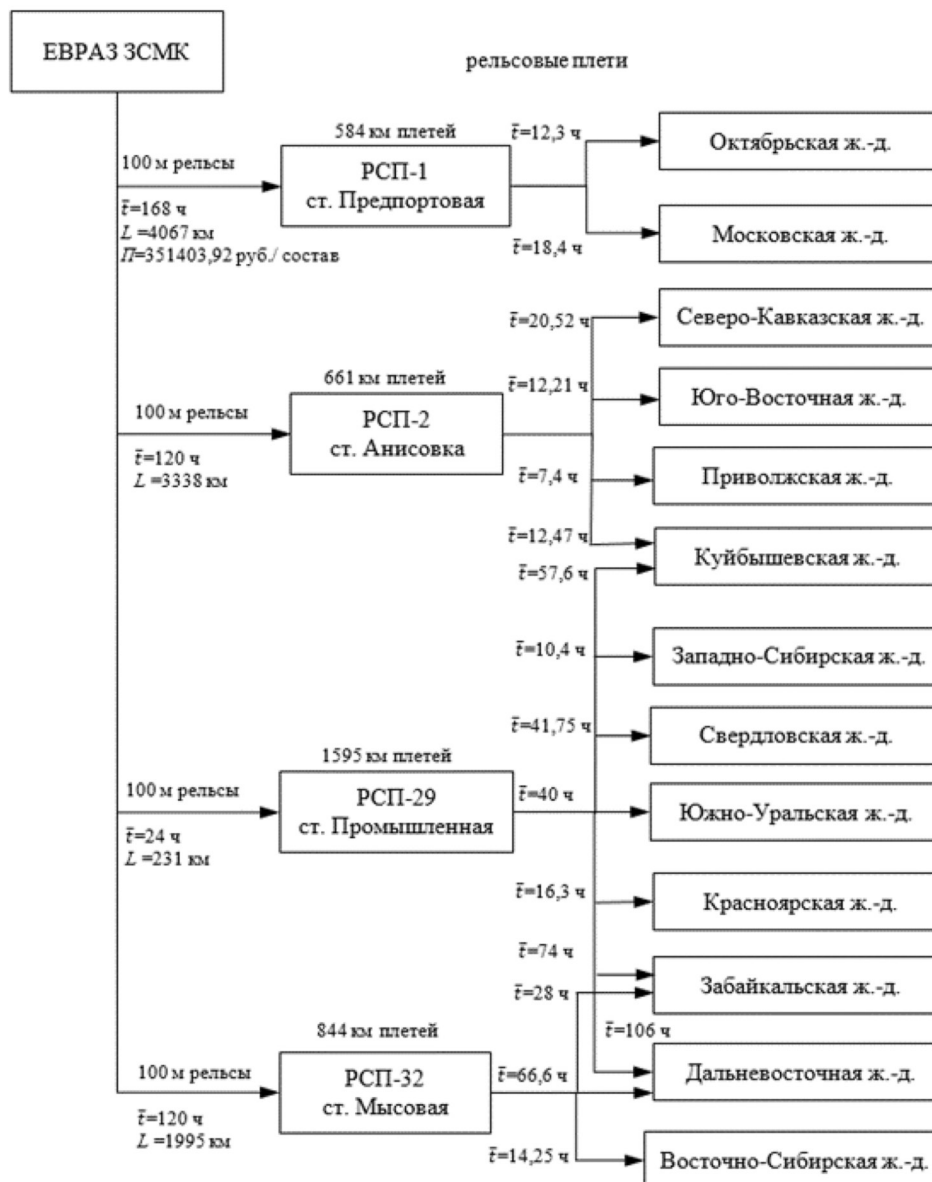 ЕВРАЗ ЗСМК
рельсовые плети
584 км плетей
t̄=12,3 ч
Октябрьская ж.-д.
100 м рельсы
РСП-1
ст. Предпортовая
t̄=168 ч
L=4067 км
П=351403,92 руб./ состав
t̄=18,4 ч
Московская ж.-д.
t̄=20,52 ч
Северо-Кавказская ж.-д.
661 км плетей
t̄=12,21 ч
Юго-Восточная ж.-д.
100 м рельсы
РСП-2
ст. Анисовка
t̄=120 ч
L =3338 км
t̄=7,4 ч
Приволжская ж.-д.
t̄=12,47 ч
t̄=57,6 ч
Куйбышевская ж.-д.
t̄=10,4 ч
Западно-Сибирская ж.-д.
t̄=41,75 ч
Свердловская ж.-д.
1595 км плетей
100 м рельсы
РСП-29
ст. Промышленная
t̄=24 ч
L =231 км
t̄=40 ч
Южно-Уральская ж.-д.
t̄=16,3 ч
Красноярская ж.-д.
t̄=74 ч
t̄=28 ч
Забайкальская ж.-д.
844 км плетей
t̄=106 ч
100 м рельсы
РСП-32
ст. Мысовая
t̄=120 ч
L =1995 км
t̄=66,6 ч
Дальневосточная ж.-д.
t̄=14,25 ч
Восточно-Сибирская ж.-д.